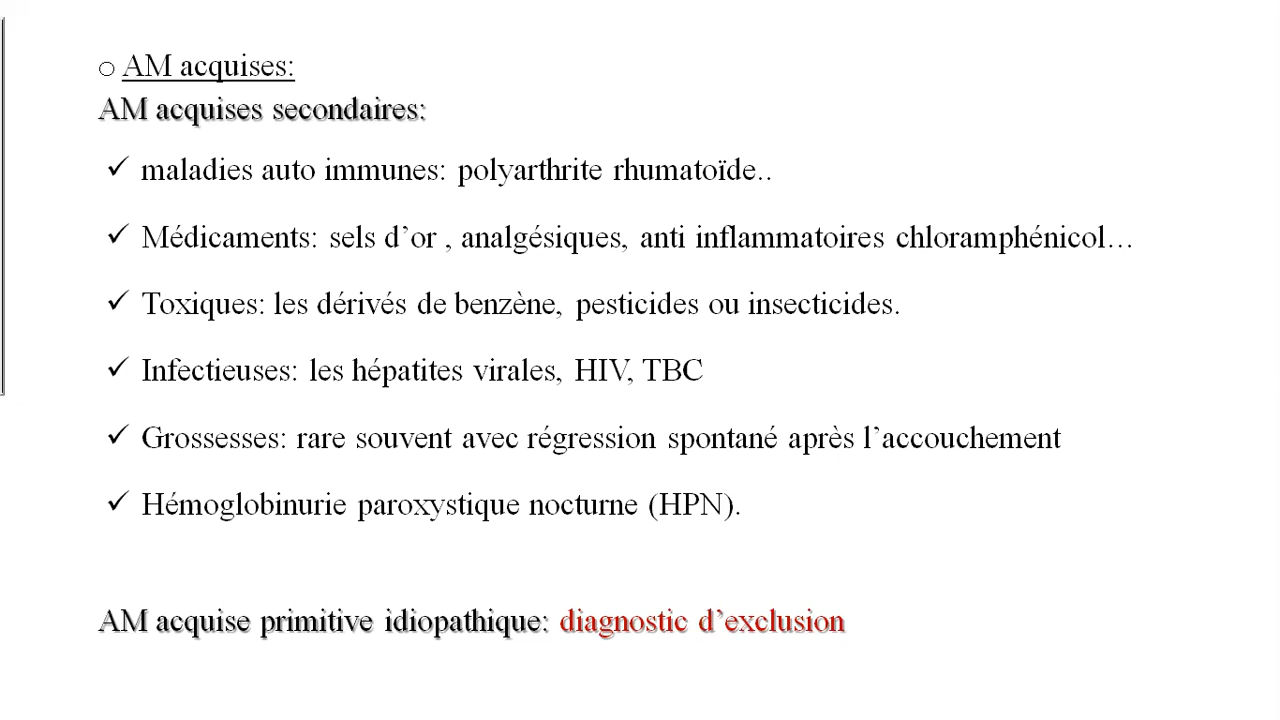 o AM acquises:
AM acquises secondaires:
✓ maladies auto immunes: polyarthrite rhumatoïde..
✓ Médicaments: sels d’or , analgésiques, anti inflammatoires chloramphénicol…
✓ Toxiques: les dérivés de benzène, pesticides ou insecticides.
✓ Infectieuses: les hépatites virales, HIV, TBC
✓ Grossesses: rare souvent avec régression spontané après l’accouchement
✓ Hémoglobinurie paroxystique nocturne (HPN).
AM acquise primitive idiopathique: diagnostic d’exclusion